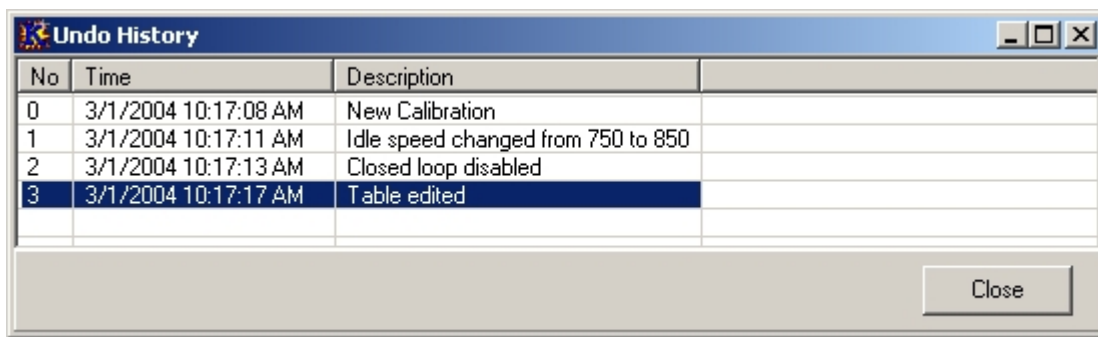 Undo History
No Time Description
0 3/1/2004 10:17:08 AM New Calibration
1 3/1/2004 10:17:11 AM Idle speed changed from 750 to 850
2 3/1/2004 10:17:13 AM Closed loop disabled
3 3/1/2004 10:17:17 AM Table edited
Close